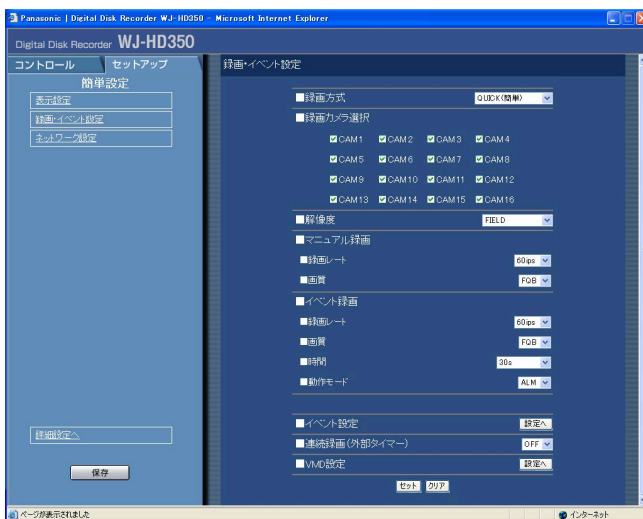 Panasonic | Digital Disk Recorder WJ-HD350 - Microsoft Internet Explorer
Digital Disk Recorder WJ-HD350
コントロール セットアップ
簡単設定
表示設定
録画・イベント設定
ネットワーク設定
詳細設定へ
保存
録画・イベント設定
■録画方式 QUICK(簡単)
■録画カメラ選択
CAM1 CAM2 CAM3 CAM4
CAM5 CAM6 CAM7 CAM8
CAM9 CAM10 CAM11 CAM12
CAM13 CAM14 CAM15 CAM16
■解像度 FIELD
■マニュアル録画
■録画レート 60ips
■画質 FQB
■イベント録画
■録画レート 60ips
■画質 FQB
■時間 30s
■動作モード ALM
■イベント設定 設定へ
■連続録画(外部タイマー) OFF
■VMD設定 設定へ
セット クリア
ページが表示されました インターネット